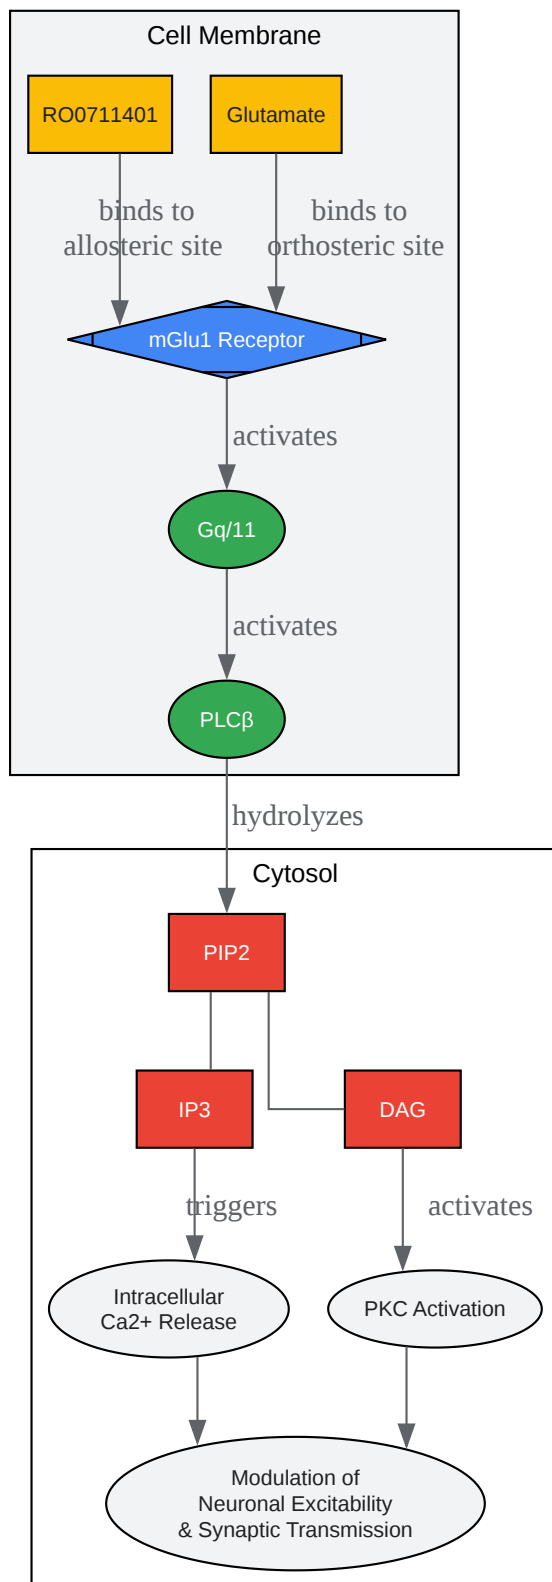 Cell Membrane
RO0711401
Glutamate
binds to
allosteric site
binds to
orthosteric site
mGlu1 Receptor
activates
Gq/11
activates
PLCβ
hydrolyzes
Cytosol
PIP2
IP3
DAG
triggers
activates
Intracellular
Ca2+ Release
PKC Activation
Modulation of
Neuronal Excitability
& Synaptic Transmission